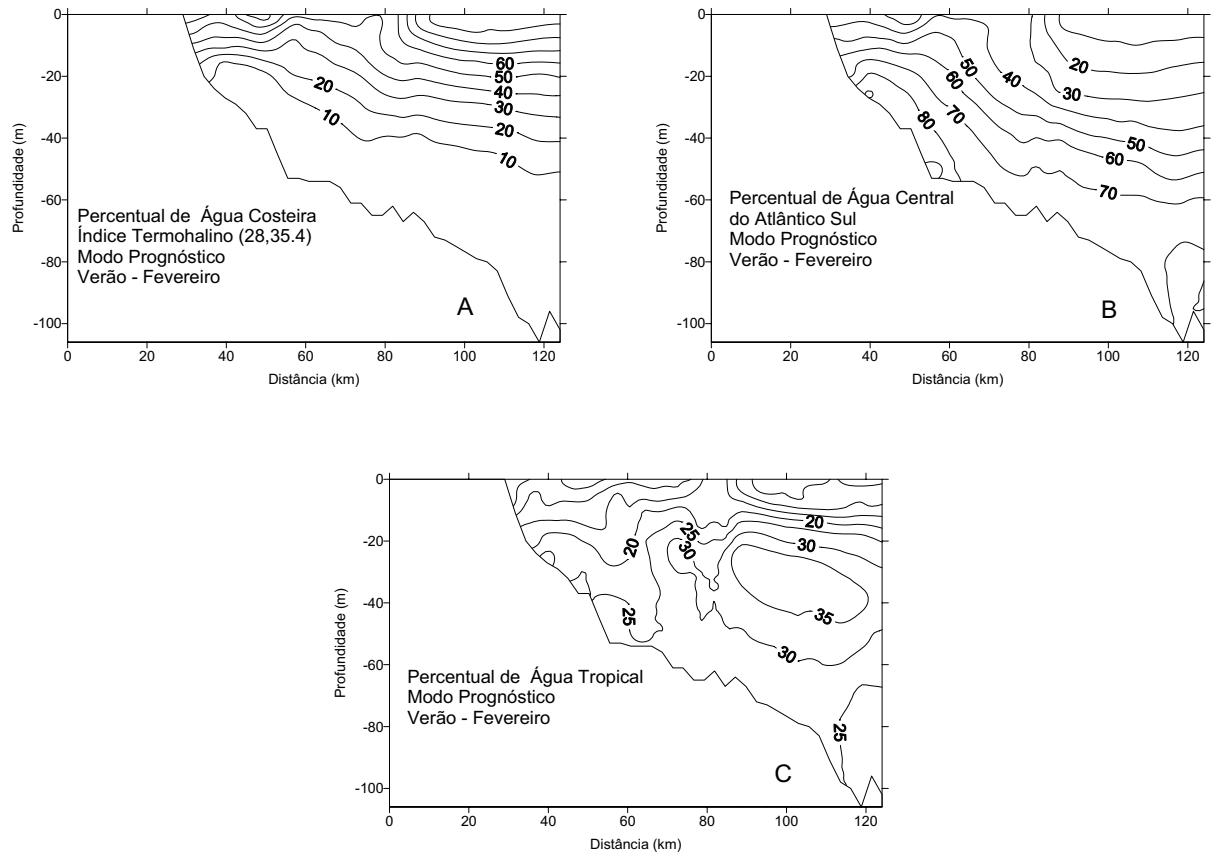 0
-20
-40
-60
-80
-100
Profundidade (m)
60
50
40
30
20
10
20
10
Percentual de Água Costeira
Índice Termohalino (28,35.4)
Modo Prognóstico
Verão - Fevereiro
A
0 20 40 60 80 100 120
Distância (km)
0
-20
-40
-60
-80
-100
Profundidade (m)
50
60
70
80
40
20
30
50
60
70
Percentual de Água Central
do Atlântico Sul
Modo Prognóstico
Verão - Fevereiro
B
0 20 40 60 80 100 120
Distância (km)
0
-20
-40
-60
-80
-100
Profundidade (m)
20
25
30
20
30
35
25
30
25
Percentual de Água Tropical
Modo Prognóstico
Verão - Fevereiro
C
0 20 40 60 80 100 120
Distância (km)